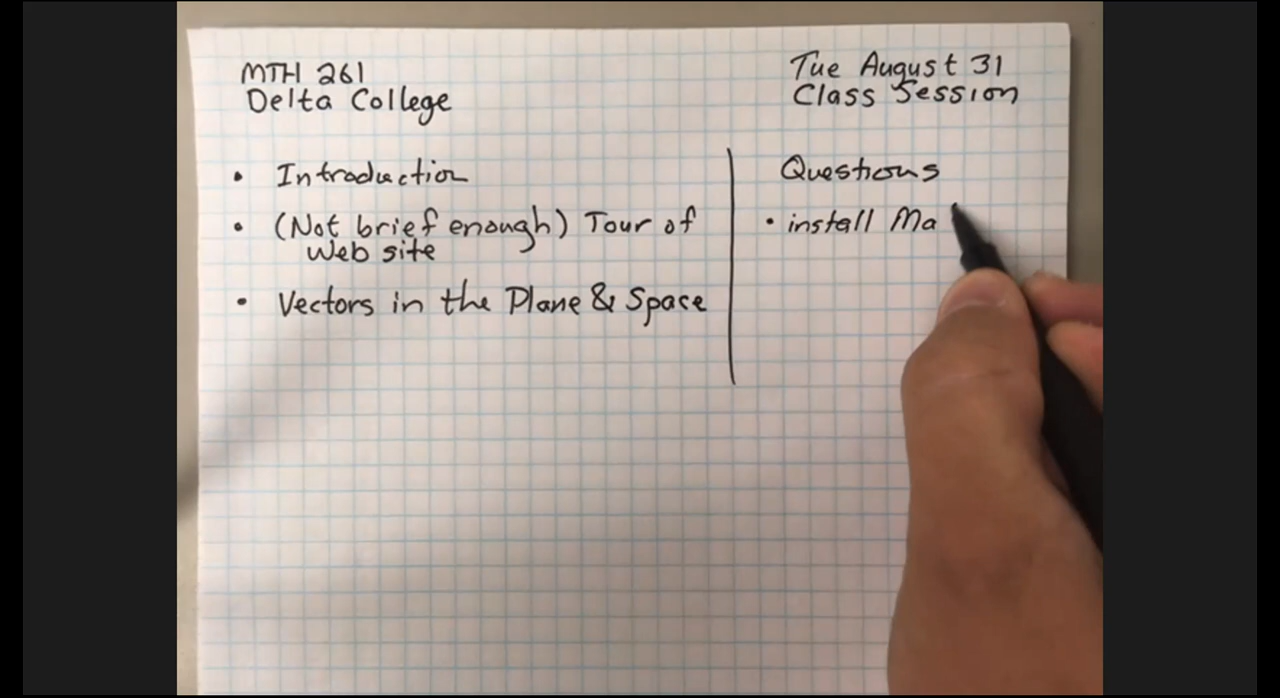 MTH 261
Delta College
Tue August 31
Class Session
• Introduction
• (Not brief enough) Tour of
Web site
• Vectors in the Plane & Space
Questions
• install Ma